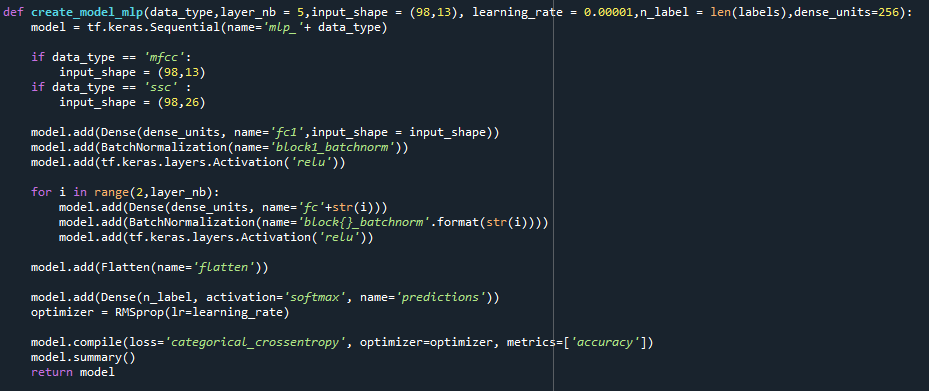 def create_model_mlp(data_type,layer_nb = 5,input_shape = (98,13), learning_rate = 0.00001,n_label = len(labels),dense_units=256):
    model = tf.keras.Sequential(name='mlp_'+ data_type)

    if data_type == 'mfcc':
        input_shape = (98,13)
    if data_type == 'ssc' :
        input_shape = (98,26)

    model.add(Dense(dense_units, name='fc1',input_shape = input_shape))
    model.add(BatchNormalization(name='block1_batchnorm'))
    model.add(tf.keras.layers.Activation('relu'))

    for i in range(2,layer_nb):
        model.add(Dense(dense_units, name='fc'+str(i)))
        model.add(BatchNormalization(name='block{}_batchnorm'.format(str(i))))
        model.add(tf.keras.layers.Activation('relu'))

    model.add(Flatten(name='flatten'))

    model.add(Dense(n_label, activation='softmax', name='predictions'))
    optimizer = RMSprop(lr=learning_rate)

    model.compile(loss='categorical_crossentropy', optimizer=optimizer, metrics=['accuracy'])
    model.summary()
    return model